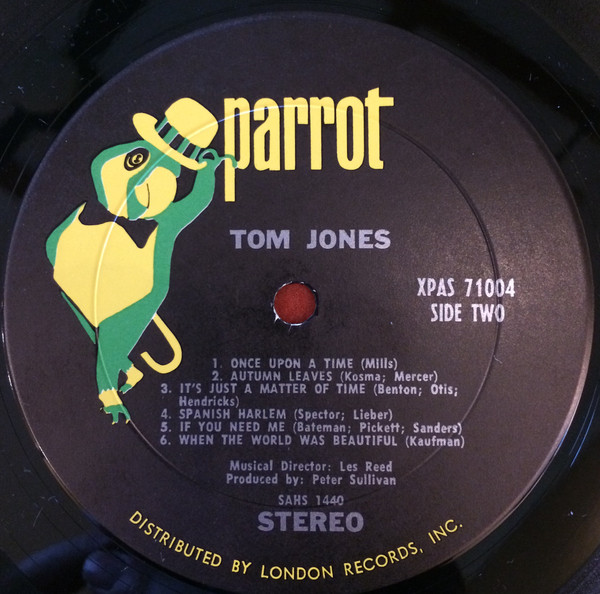 parrot
TOM JONES
XPAS 71004
SIDE TWO
1. ONCE UPON A TIME (Mills)
2. AUTUMN LEAVES (Kosma; Mercer)
3. IT'S JUST A MATTER OF TIME (Benton; Otis;
Hendricks)
4. SPANISH HARLEM (Spector; Lieber)
5. IF YOU NEED ME (Bateman; Pickett; Sanders)
6. WHEN THE WORLD WAS BEAUTIFUL (Kaufman)
Musical Director: Les Reed
Produced by: Peter Sullivan
SAHS 1440
STEREO
DISTRIBUTED BY LONDON RECORDS, INC.